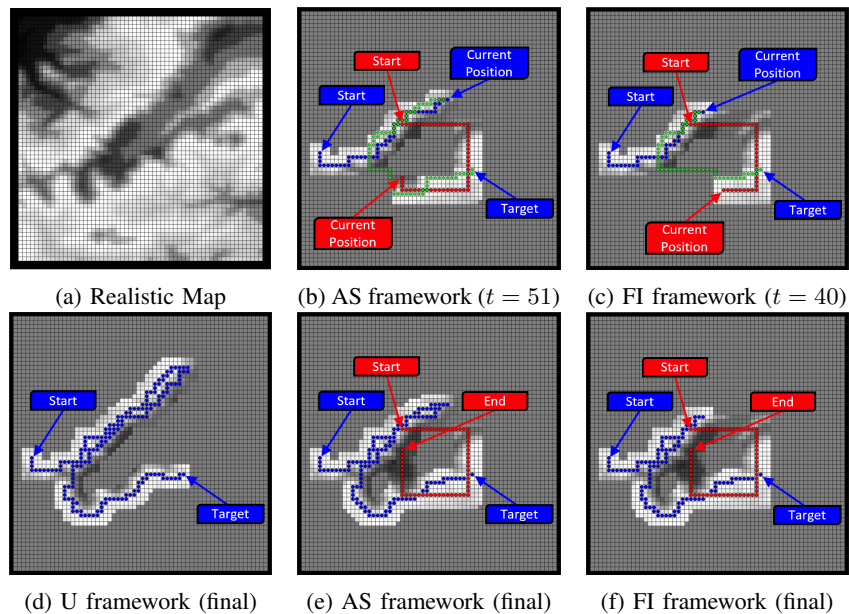 Start
Current
Position
Start
Current
Position
Target
Start
Current
Position
Start
Current
Position
Target
(a) Realistic Map
(b) AS framework (t = 51)
(c) FI framework (t = 40)
Start
Target
Start
Start
End
Target
Start
Start
End
Target
(d) U framework (final)
(e) AS framework (final)
(f) FI framework (final)